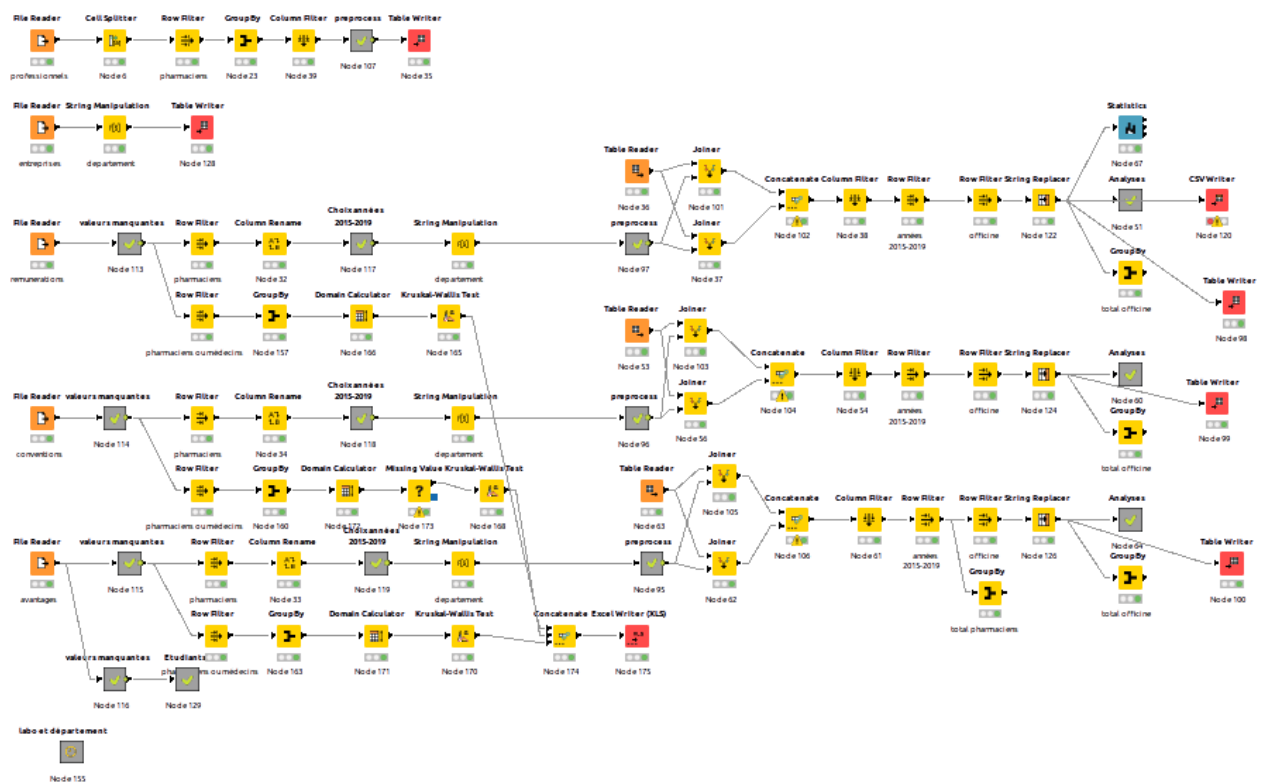 File Reader Cell Splitter Row Filter GroupBy Column Filter preprocess Table Writer
professionnels Node 6 pharmaciens Node 23 Node 39 Node 107 Node 35
File Reader String Manipulation Table Writer
entreprises departement Node 128
Statistics
Node 67
Table Reader Joiner
Node 36 Node 101
Concatenate Column Filter Row Filter Row Filter String Replacer Analyses CSV Writer
Node 102 Node 38 années 2015-2019 officine Node 122 Node 51 Node 120
File Reader valeurs manquantes Row Filter Column Rename Choix années 2015-2019 String Manipulation preprocess Joiner
remunerations Node 113 pharmaciens Node 32 Node 117 departement Node 97 Node 37
GroupBy
total officine
Table Writer
Node 98
Row Filter GroupBy Domain Calculator Kruskal-Wallis Test
pharmaciens ou médecins Node 157 Node 166 Node 165
Table Reader Joiner
Node 53 Node 103
Concatenate Column Filter Row Filter Row Filter String Replacer Analyses
Node 104 Node 54 années 2015-2019 officine Node 124 Node 60
Table Writer
Node 99
File Reader valeurs manquantes Row Filter Column Rename Choix années 2015-2019 String Manipulation preprocess Joiner
conventions Node 114 pharmaciens Node 34 Node 118 departement Node 96 Node 56
GroupBy
total officine
Row Filter GroupBy Domain Calculator Missing Value Kruskal-Wallis Test
pharmaciens ou médecins Node 160 Node 172 Node 173 Node 168
Table Reader Joiner
Node 63 Node 105
Concatenate Column Filter Row Filter Row Filter String Replacer Analyses
Node 106 Node 61 années 2015-2019 officine Node 126 Node 64
Table Writer
Node 100
File Reader valeurs manquantes Row Filter Column Rename Choix années 2015-2019 String Manipulation preprocess Joiner
avantages Node 115 pharmaciens Node 33 Node 119 departement Node 95 Node 62
GroupBy
total officine
GroupBy
total pharmaciens
Row Filter GroupBy Domain Calculator Kruskal-Wallis Test Concatenate Excel Writer (XLS)
pharmaciens ou médecins Node 163 Node 171 Node 170 Node 174 Node 175
valeurs manquantes Etudiants
Node 116 Node 129
labo et département
Node 155